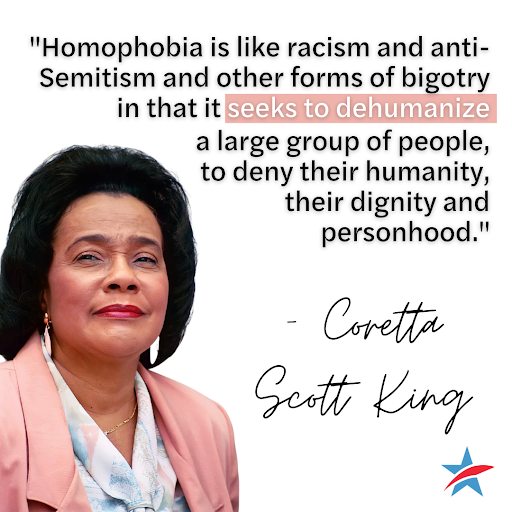 "Homophobia is like racism and anti-
Semitism and other forms of bigotry
in that it seeks to dehumanize
a large group of people,
to deny their humanity,
their dignity and
personhood."
- Coretta
Scott King